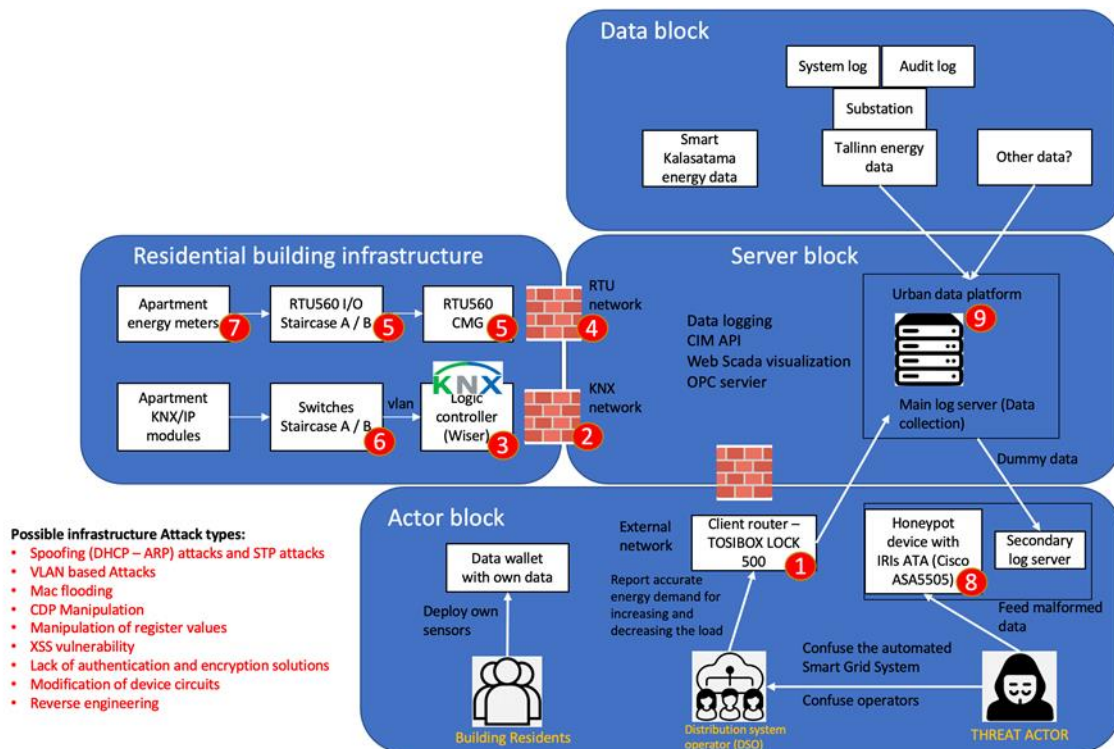 Data block
System log
Audit log
Substation
Smart
Kalasatama
energy data
Tallinn energy
data
Other data?
Residential building infrastructure
Apartment
energy meters
7
RTU560 I/O
Staircase A / B
5
RTU560
CMG
5
RTU
network
4
Apartment
KNX/IP
modules
Switches
Staircase A / B
6
vlan
KNX
Logic
controller
(Wiser)
3
KNX
network
2
Server block
Data logging
CIM API
Web Scada visualization
OPC servier
Urban data platform
9
Main log server (Data
collection)
Dummy data
Actor block
Data wallet
with own data
Deploy own
sensors
Building Residents
External
network
Client router –
TOSIBOX LOCK
500
1
Report accurate
energy demand for
increasing and
decreasing the load
Distribution system
operator (DSO)
Honeypot
device with
IRIs ATA (Cisco
ASA5505)
8
Secondary
log server
Feed malformed
data
Confuse the automated
Smart Grid System
Confuse operators
THREAT ACTOR
Possible infrastructure Attack types:
• Spoofing (DHCP – ARP) attacks and STP attacks
• VLAN based Attacks
• Mac flooding
• CDP Manipulation
• Manipulation of register values
• XSS vulnerability
• Lack of authentication and encryption solutions
• Modification of device circuits
• Reverse engineering